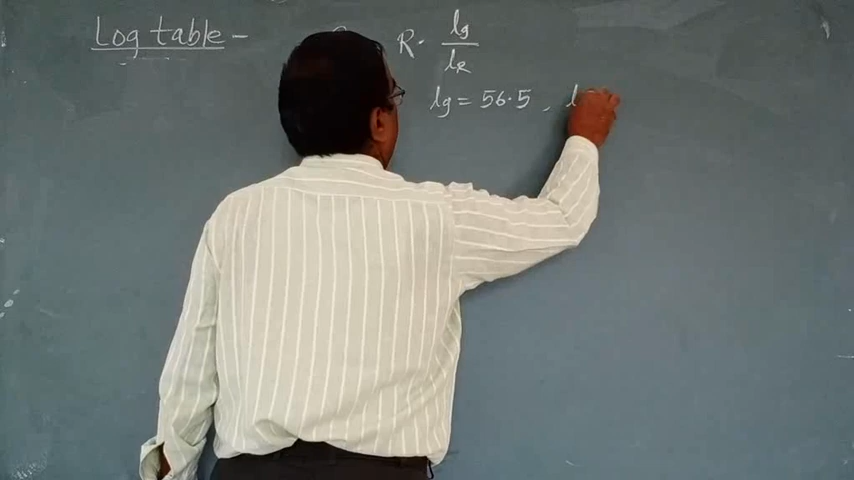 Log table -
R = lg / lR
lg = 56.5 , l